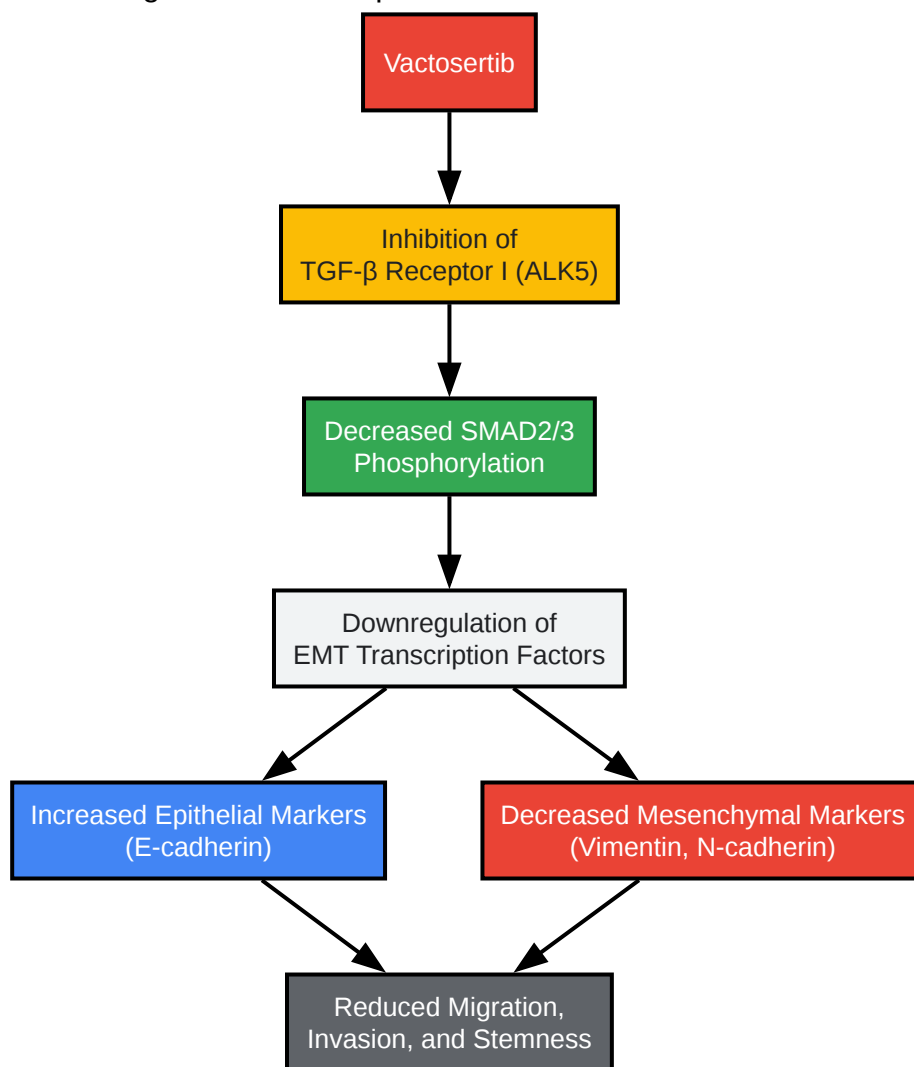 Vactosertib
Inhibition of
TGF-β Receptor I (ALK5)
Decreased SMAD2/3
Phosphorylation
Downregulation of
EMT Transcription Factors
Increased Epithelial Markers
(E-cadherin)
Decreased Mesenchymal Markers
(Vimentin, N-cadherin)
Reduced Migration,
Invasion, and Stemness